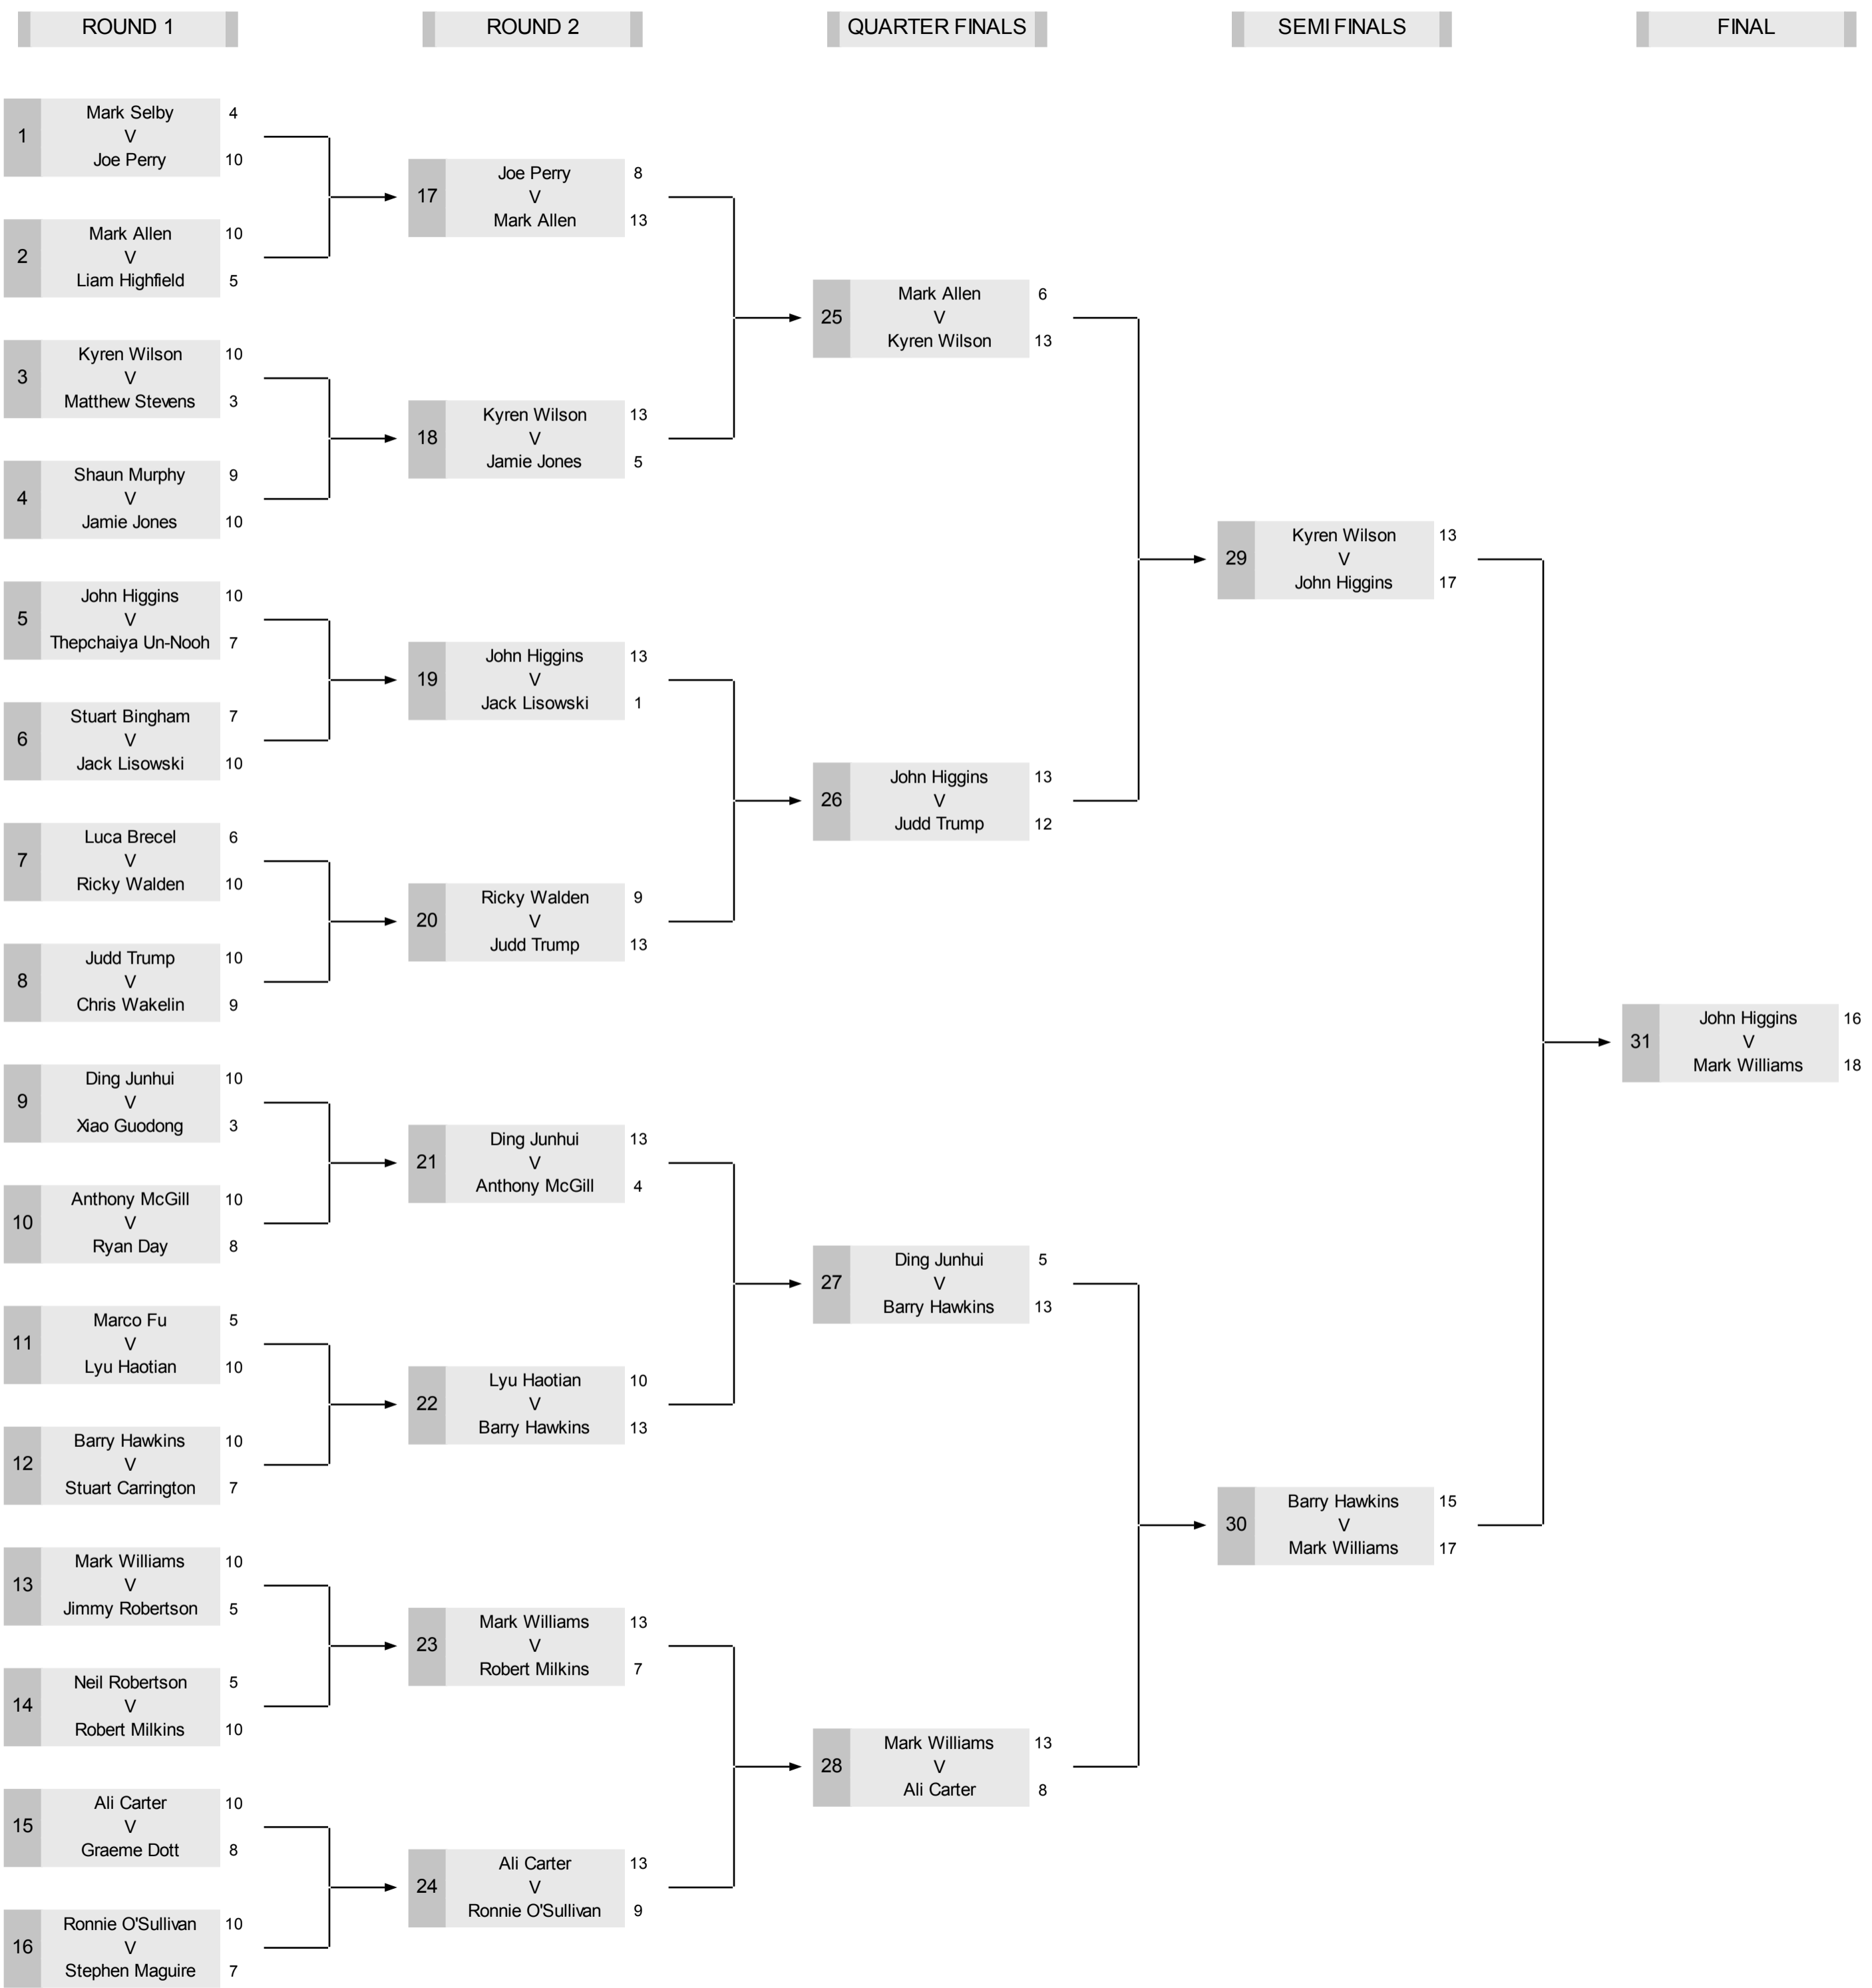 ROUND 1
ROUND 2
QUARTER FINALS
SEMI FINALS
FINAL
1
Mark Selby 4
V
Joe Perry 10
2
Mark Allen 10
V
Liam Highfield 5
3
Kyren Wilson 10
V
Matthew Stevens 3
4
Shaun Murphy 9
V
Jamie Jones 10
5
John Higgins 10
V
Thepchaiya Un-Nooh 7
6
Stuart Bingham 7
V
Jack Lisowski 10
7
Luca Brecel 6
V
Ricky Walden 10
8
Judd Trump 10
V
Chris Wakelin 9
9
Ding Junhui 10
V
Xiao Guodong 3
10
Anthony McGill 10
V
Ryan Day 8
11
Marco Fu 5
V
Lyu Haotian 10
12
Barry Hawkins 10
V
Stuart Carrington 7
13
Mark Williams 10
V
Jimmy Robertson 5
14
Neil Robertson 5
V
Robert Milkins 10
15
Ali Carter 10
V
Graeme Dott 8
16
Ronnie O'Sullivan 10
V
Stephen Maguire 7
17
Joe Perry 8
V
Mark Allen 13
18
Kyren Wilson 13
V
Jamie Jones 5
19
John Higgins 13
V
Jack Lisowski 1
20
Ricky Walden 9
V
Judd Trump 13
21
Ding Junhui 13
V
Anthony McGill 4
22
Lyu Haotian 10
V
Barry Hawkins 13
23
Mark Williams 13
V
Robert Milkins 7
24
Ali Carter 13
V
Ronnie O'Sullivan 9
25
Mark Allen 6
V
Kyren Wilson 13
26
John Higgins 13
V
Judd Trump 12
27
Ding Junhui 5
V
Barry Hawkins 13
28
Mark Williams 13
V
Ali Carter 8
29
Kyren Wilson 13
V
John Higgins 17
30
Barry Hawkins 15
V
Mark Williams 17
31
John Higgins 16
V
Mark Williams 18